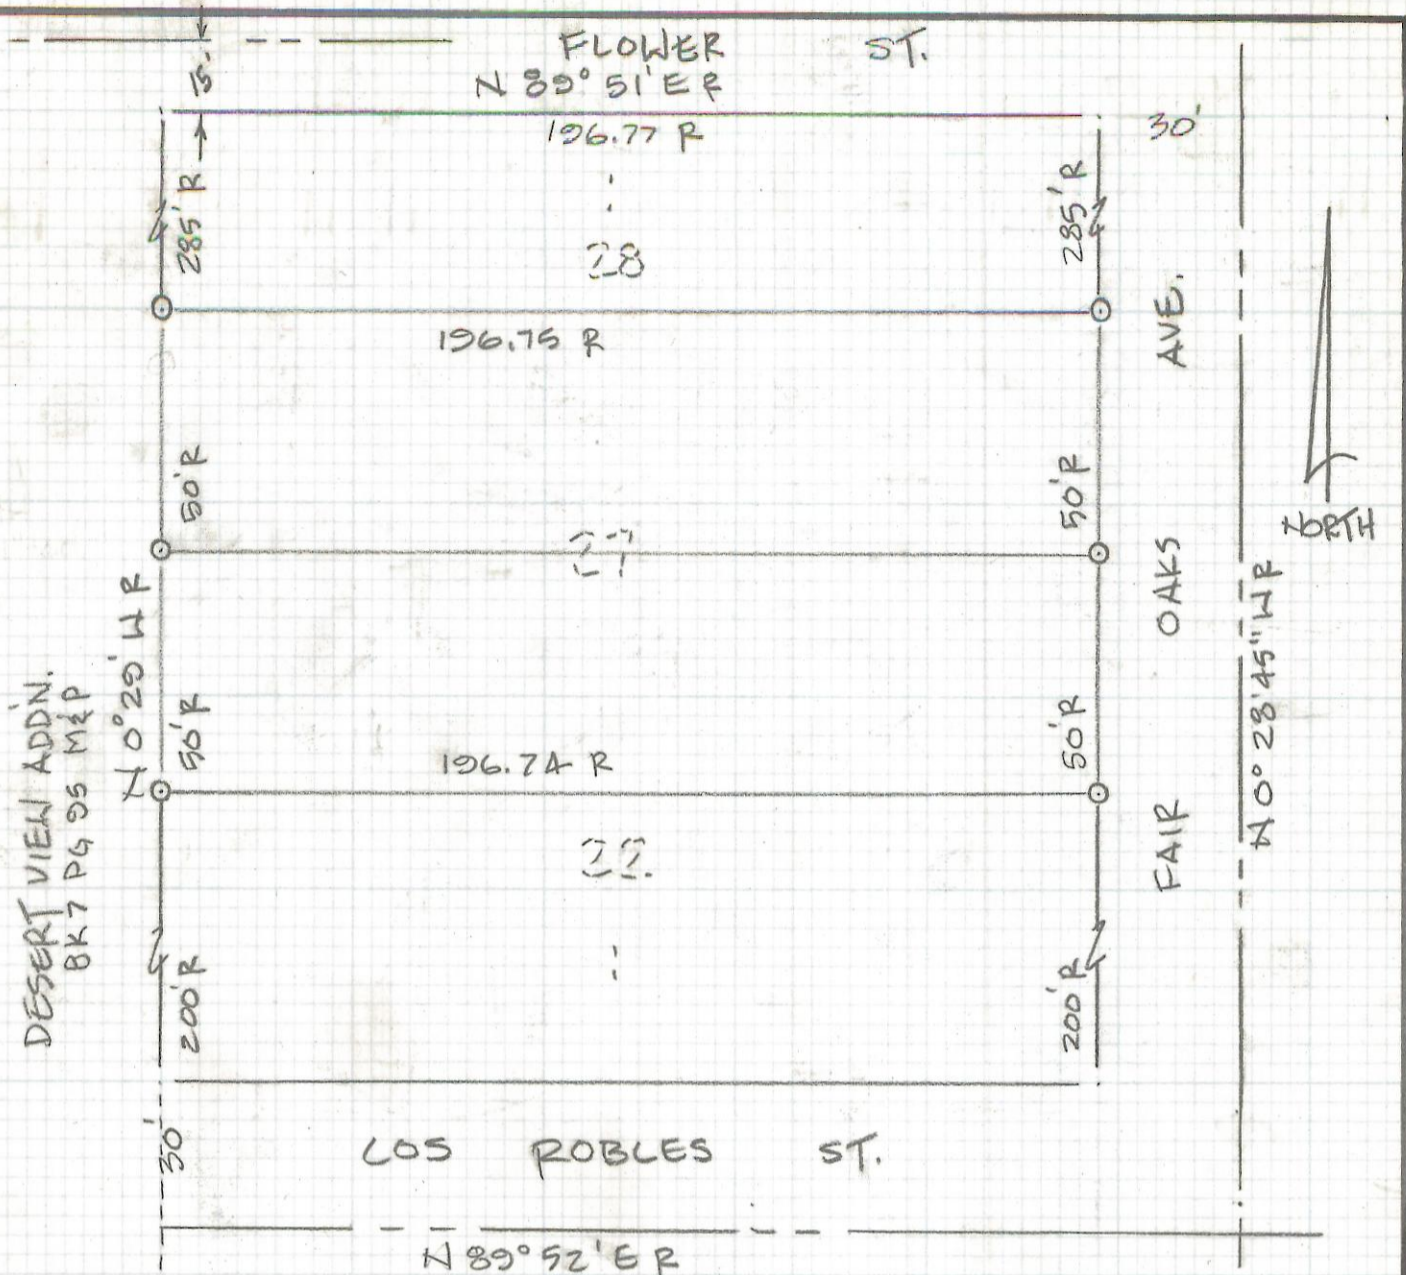 FLOWER ST.
N 89° 51' E R
15'
196.77 R
30'
285' R
285' R
28
196.75 R
AVE.
50' R
50' R
NORTH
27
OAKS
N 0° 29' W R
N 0° 28' 45" W R
DESERT VIEW ADD'N.
BK 7 PG 95 M&P
50' R
50' R
196.74 R
FAIR
22
200' R
200' R
30'
LOS ROBLES ST.
N 89° 52' E R